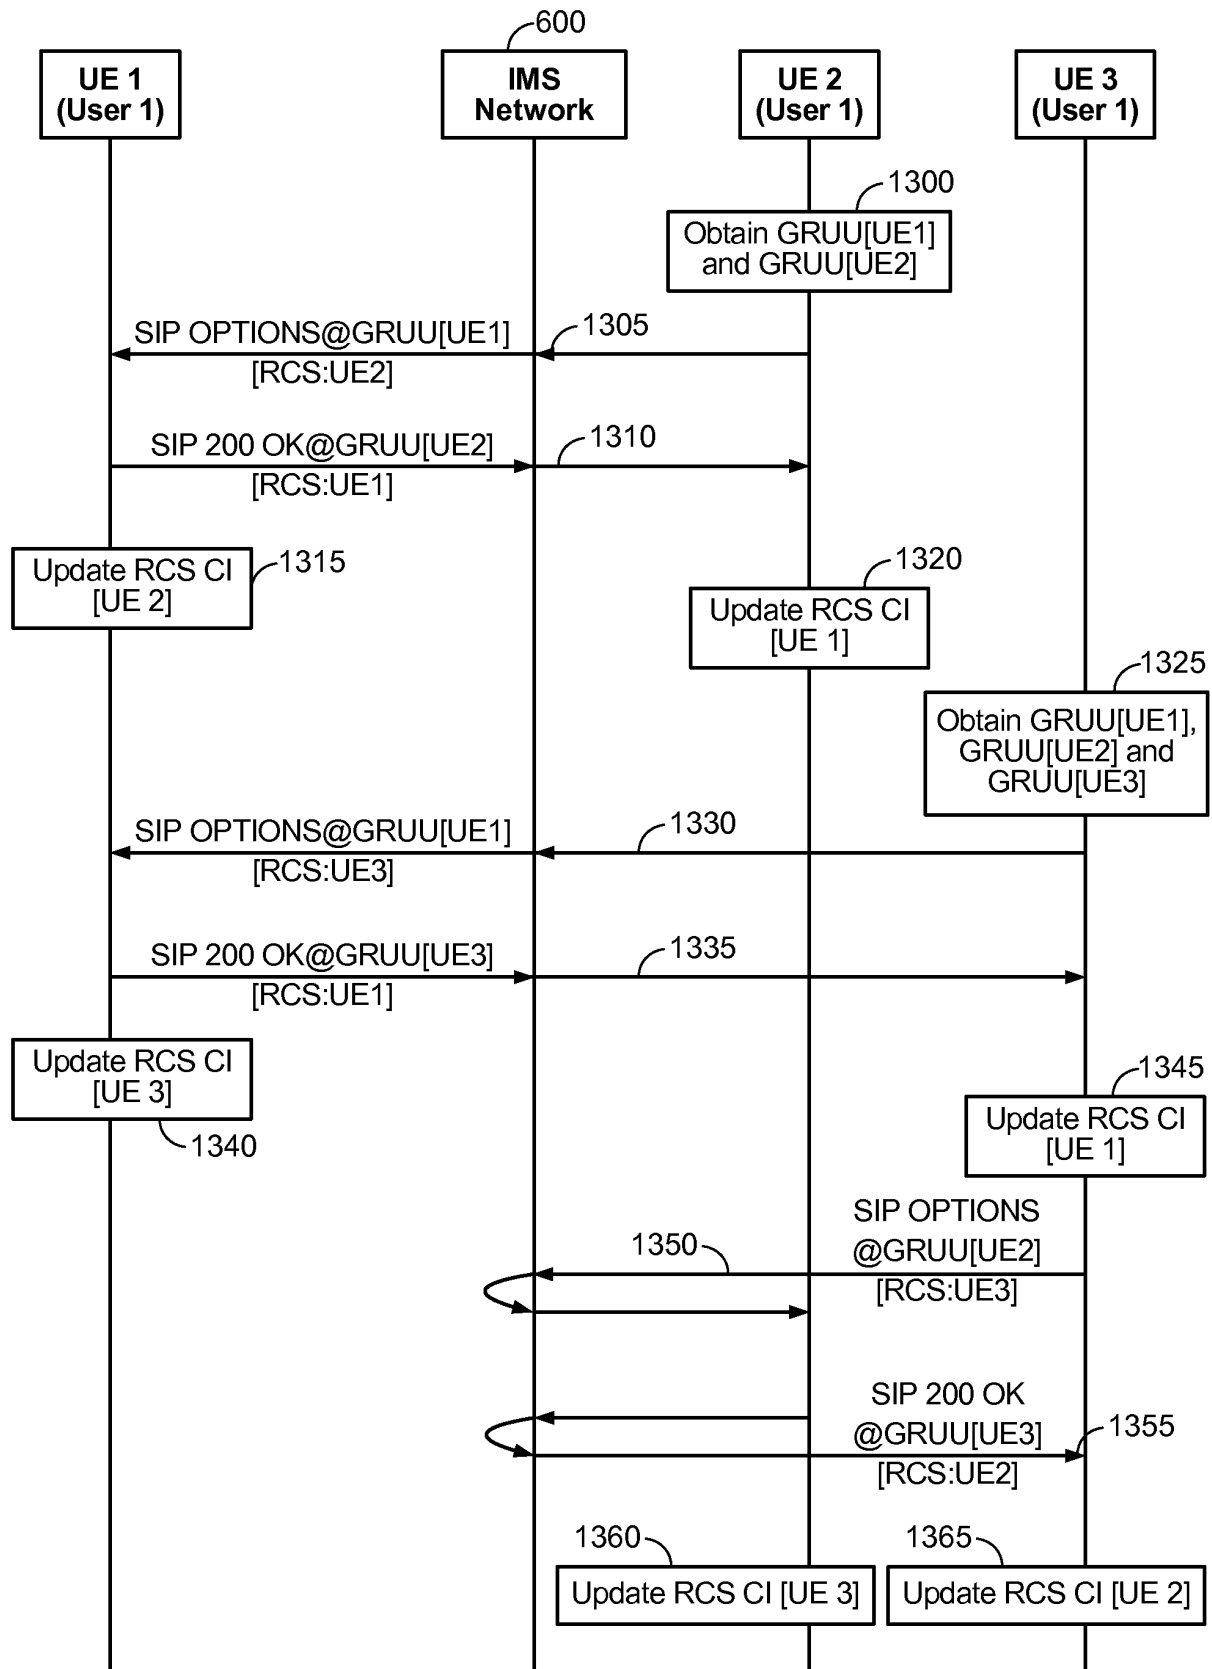 600
UE 1
(User 1)
IMS
Network
UE 2
(User 1)
UE 3
(User 1)
1300
Obtain GRUU[UE1]
and GRUU[UE2]
SIP OPTIONS@GRUU[UE1]
1305
[RCS:UE2]
SIP 200 OK@GRUU[UE2]
1310
[RCS:UE1]
Update RCS CI
[UE 2]
1315
1320
Update RCS CI
[UE 1]
1325
Obtain GRUU[UE1],
GRUU[UE2] and
GRUU[UE3]
SIP OPTIONS@GRUU[UE1]
1330
[RCS:UE3]
SIP 200 OK@GRUU[UE3]
1335
[RCS:UE1]
Update RCS CI
[UE 3]
1340
1345
Update RCS CI
[UE 1]
SIP OPTIONS
@GRUU[UE2]
1350
[RCS:UE3]
SIP 200 OK
@GRUU[UE3]
1355
[RCS:UE2]
1360
Update RCS CI [UE 3]
1365
Update RCS CI [UE 2]